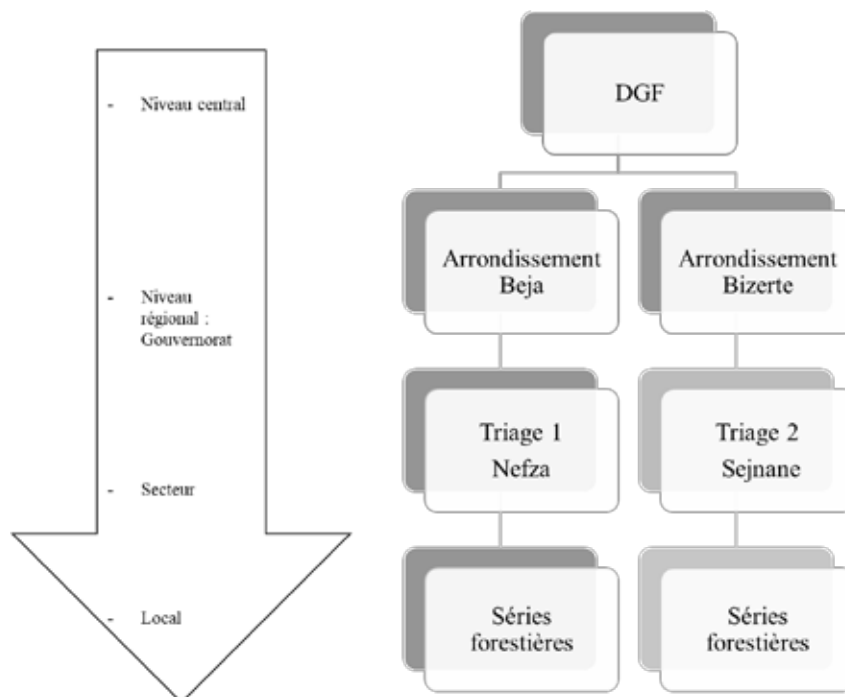 - Niveau central
- Niveau
régional :
Gouvernorat
- Secteur
- Local
DGF
Arrondissement
Beja
Arrondissement
Bizerte
Triage 1
Nefza
Triage 2
Sejnane
Séries
forestières
Séries
forestières